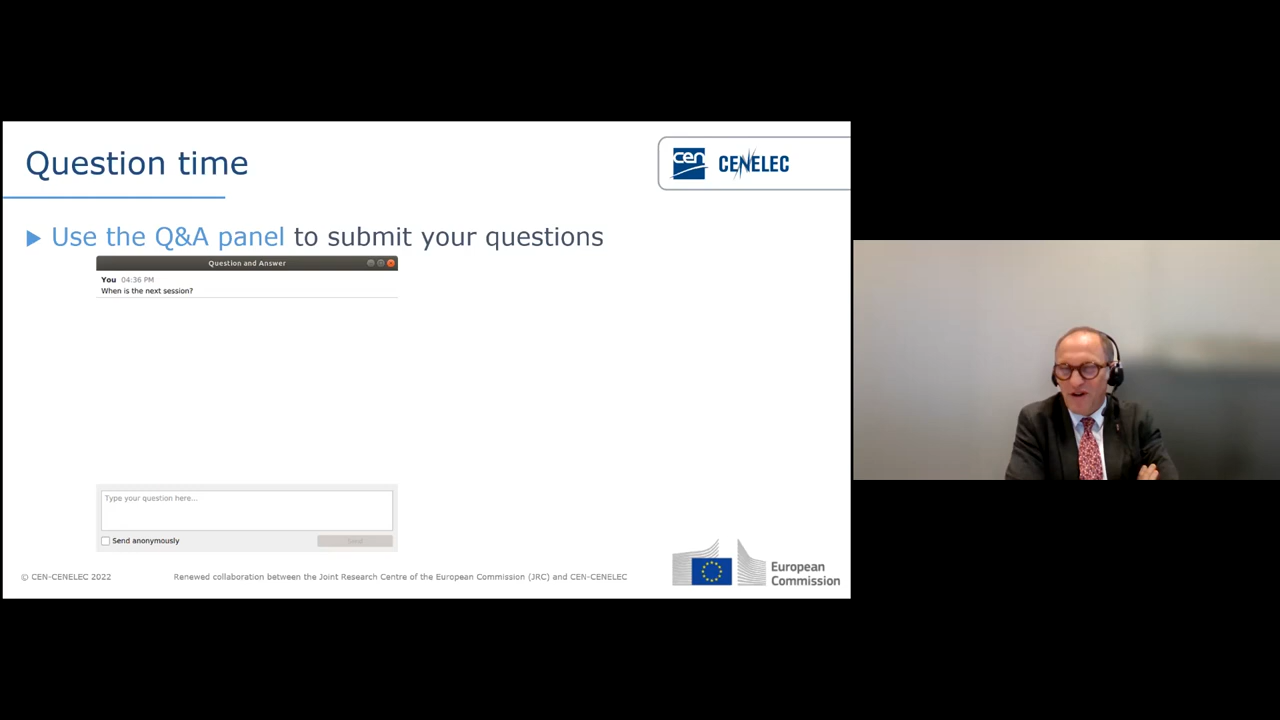 Question time
cen CENELEC
Use the Q&A panel to submit your questions
Question and Answer
You 04:36 PM
When is the next session?
Type your question here...
Send anonymously
Send
© CEN-CENELEC 2022
Renewed collaboration between the Joint Research Centre of the European Commission (JRC) and CEN-CENELEC
European
Commission